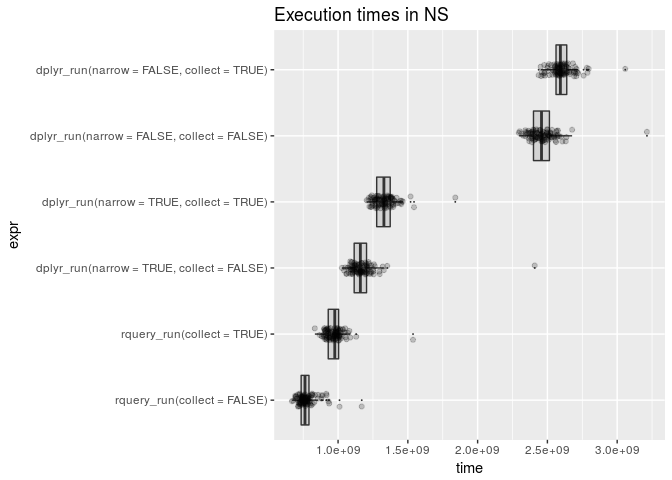 Execution times in NS
dplyr_run(narrow = FALSE, collect = TRUE)
dplyr_run(narrow = FALSE, collect = FALSE)
dplyr_run(narrow = TRUE, collect = TRUE)
dplyr_run(narrow = TRUE, collect = FALSE)
rquery_run(collect = TRUE)
rquery_run(collect = FALSE)
expr
1.0e+09 1.5e+09 2.0e+09 2.5e+09 3.0e+09
time